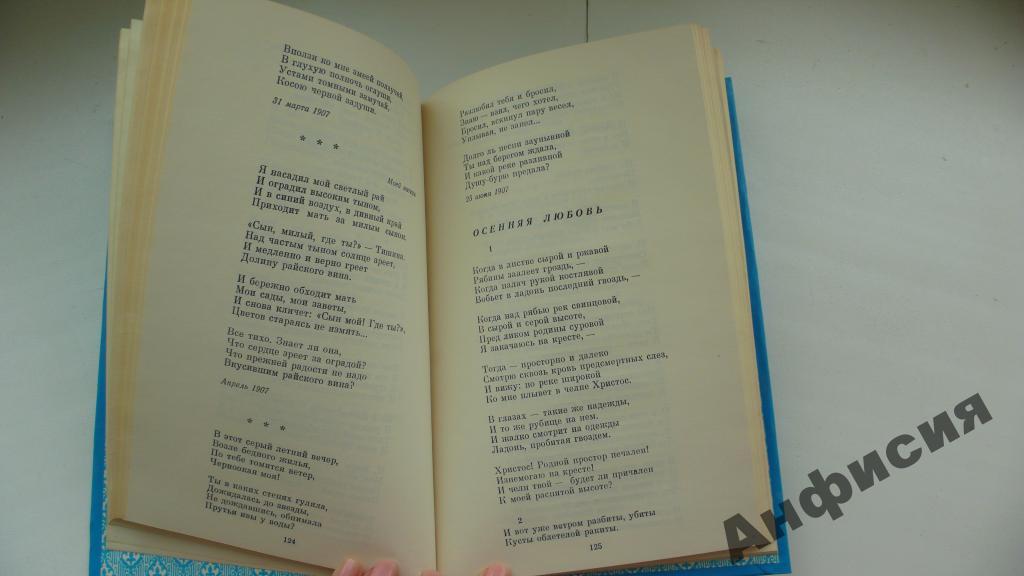 Вползи ко мне змеей ползучей,
В глухую полночь оглуши,
Устами томными замучай,
Косою черной задуши.
31 марта 1907
* * *
Моей матери
Я насадил мой светлый рай
И оградил высоким тыном,
И в синий воздух, в дивный край
Приходит мать за милым сыном.
«Сын, милый, где ты?» — Тишина.
Над частым тыном солнце зреет,
И медленно и верно греет
Долину райского вина.
И бережно обходит мать
Мои сады, мои заветы,
И снова кличет: «Сын мой! Где ты?»,
Цветов стараясь не измять...
Все тихо. Знает ли она,
Что сердце зреет за оградой?
Что прежней радости не надо
Вкусившим райского вина?
Апрель 1907
* * *
В этот серый летний вечер,
Возле бедного жилья,
По тебе томится ветер,
Черноокая моя!
Ты в каких степях гуляла,
Дожидалась до звезды,
Не дождавшись, обнимала
Прутья ивы у воды?
124
Разлюбил тебя и бросил,
Знаю — взял, чего хотел,
Бросил, вскинул пару весел,
Уплывая, не запел...
Долго ль песни заунывной
Ты над берегом ждала,
И какой реке разливной
Душу-бурю предала?
25 июня 1907
ОСЕННЯЯ ЛЮБОВЬ
1
Когда в листве сырой и ржавой
Рябины заалеет гроздь, —
Когда палач рукой костлявой
Вобьет в ладонь последний гвоздь, —
Когда над рябью рек свинцовой,
В сырой и серой высоте,
Пред ликом родины суровой
Я закачаюсь на кресте, —
Тогда — просторно и далеко
Смотрю сквозь кровь предсмертных слез,
И вижу: по реке широкой
Ко мне плывет в челне Христос.
В глазах — такие же надежды,
И то же рубище на нем.
И жалко смотрит из одежды
Ладонь, пробитая гвоздем.
Христос! Родной простор печален!
Изнемогаю на кресте!
И челн твой — будет ли причален
К моей распятой высоте?
2
И вот уже ветром разбиты, убиты
Кусты облетелой ракиты.
125
Анфисия